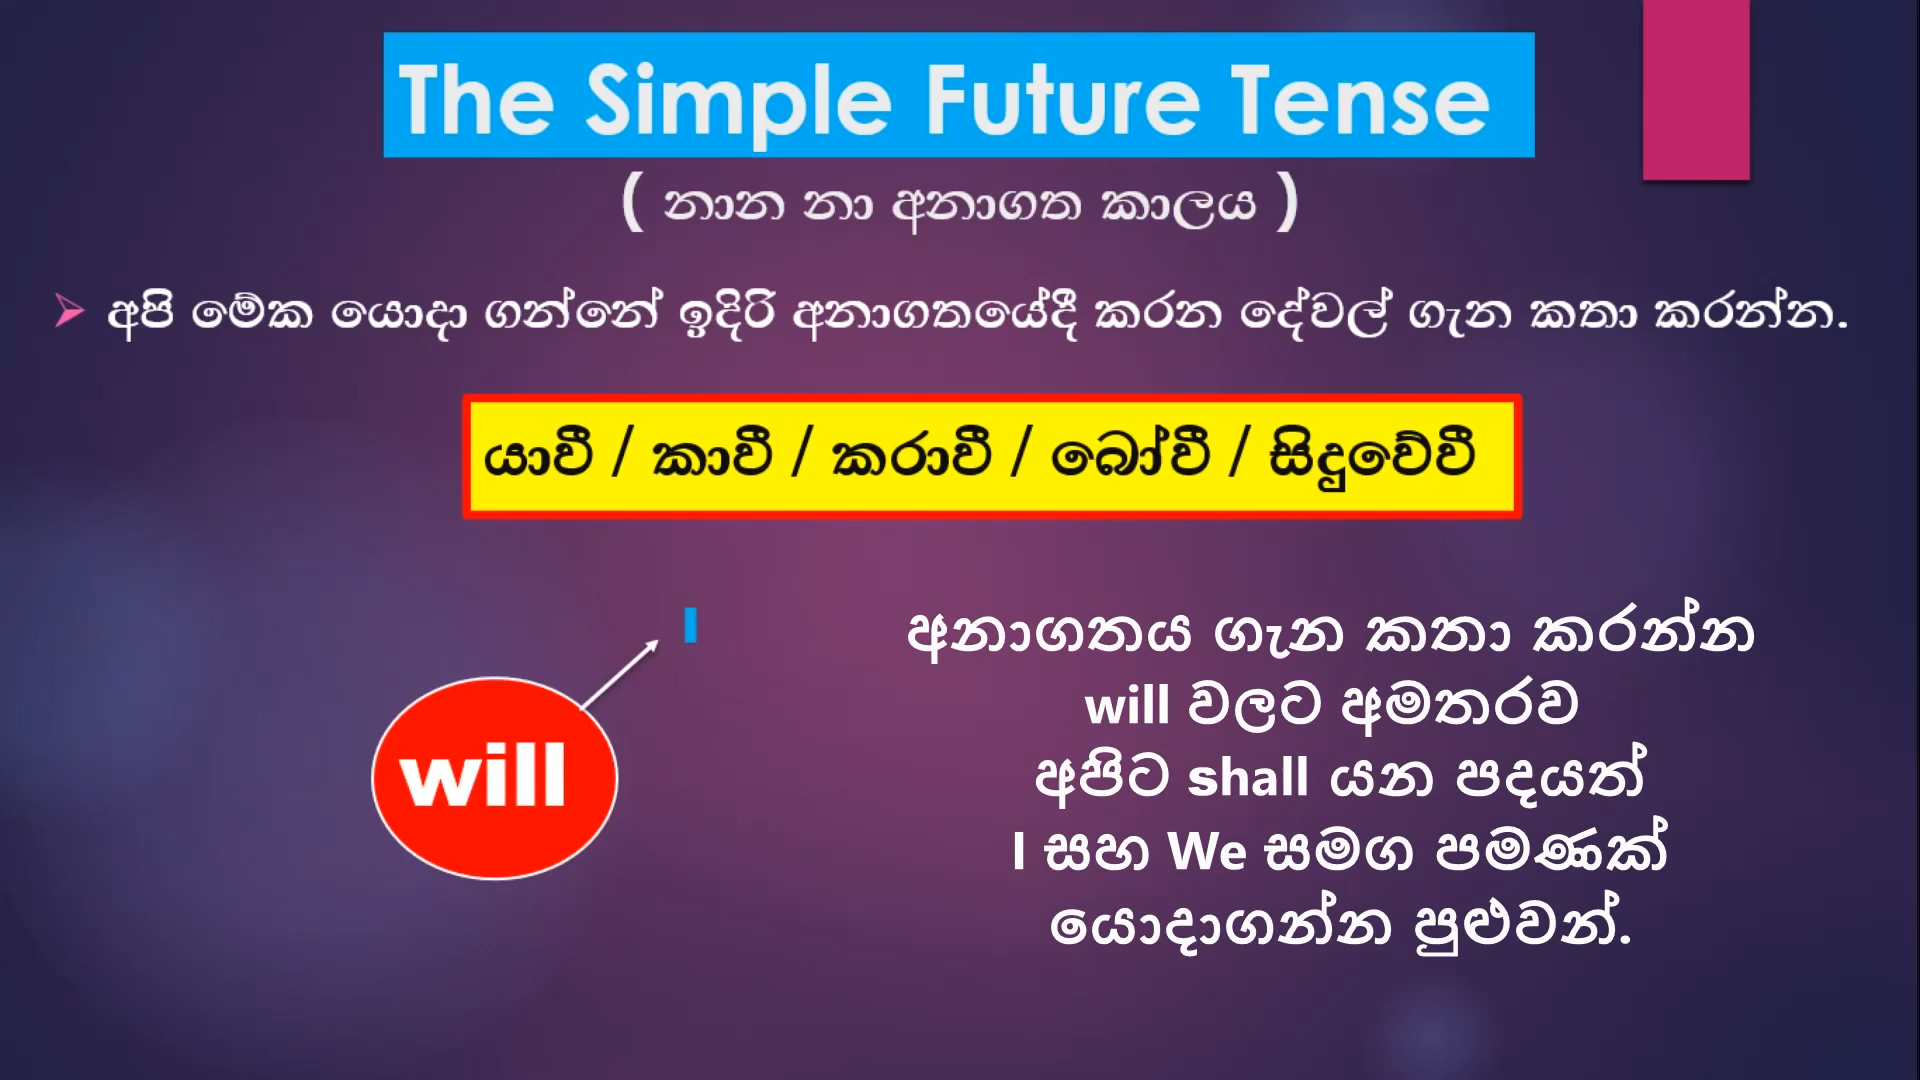 The Simple Future Tense
( නාන නා අනාගත කාලය )
අපි මේක යොදා ගන්නේ ඉදිරි අනාගතයේදී කරන දේවල් ගැන කතා කරන්න.
යාවී / කාවී / කරාවී / බෝවී / සිදුවේවී
I
will
අනාගතය ගැන කතා කරන්න
will වලට අමතරව
අපිට shall යන පදයත්
I සහ We සමග පමණක්
යොදාගන්න පුළුවන්.